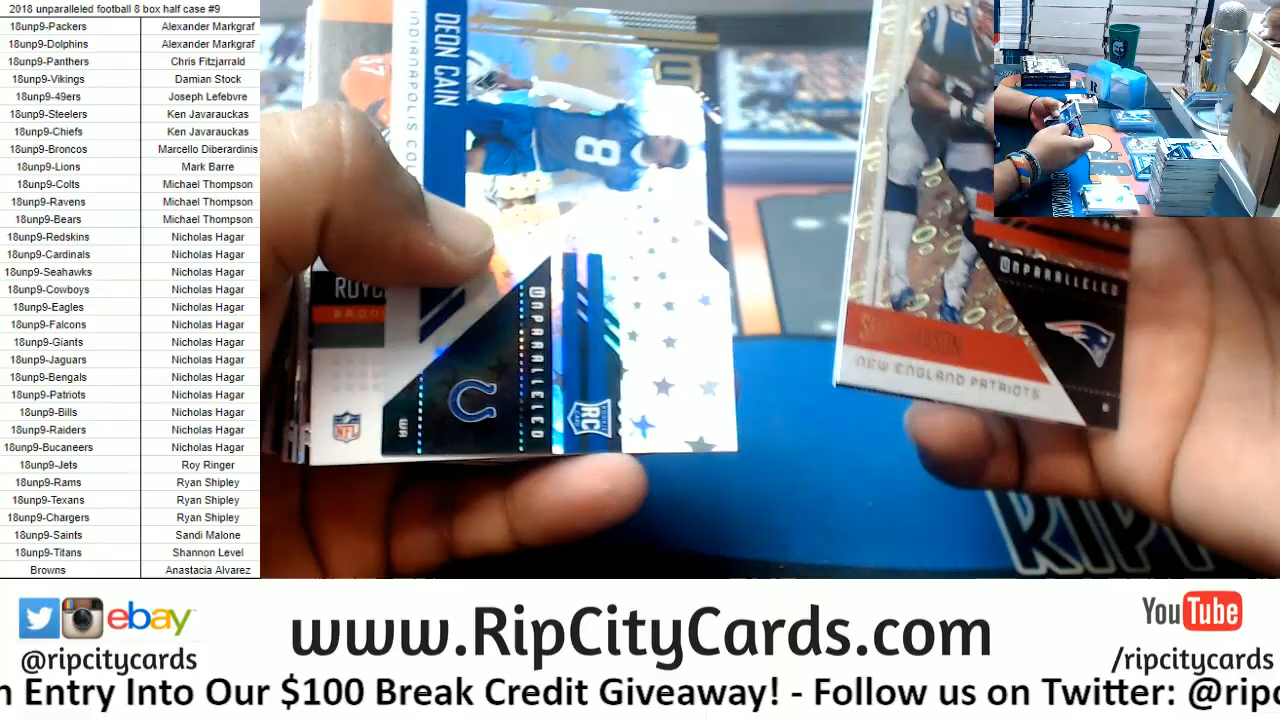 2018 unparalleled football 8 box half case #9
18unp9-Packers Alexander Markgraf
18unp9-Dolphins Alexander Markgraf
18unp9-Panthers Chris Fitzjarrald
18unp9-Vikings Damian Stock
18unp9-49ers Joseph Lefebvre
18unp9-Steelers Ken Javarauckas
18unp9-Chiefs Ken Javarauckas
18unp9-Broncos Marcello Diberardinis
18unp9-Lions Mark Barre
18unp9-Colts Michael Thompson
18unp9-Ravens Michael Thompson
18unp9-Bears Michael Thompson
18unp9-Redskins Nicholas Hagar
18unp9-Cardinals Nicholas Hagar
18unp9-Seahawks Nicholas Hagar
18unp9-Cowboys Nicholas Hagar
18unp9-Eagles Nicholas Hagar
18unp9-Falcons Nicholas Hagar
18unp9-Giants Nicholas Hagar
18unp9-Jaguars Nicholas Hagar
18unp9-Bengals Nicholas Hagar
18unp9-Patriots Nicholas Hagar
18unp9-Bills Nicholas Hagar
18unp9-Raiders Nicholas Hagar
18unp9-Bucaneers Nicholas Hagar
18unp9-Jets Roy Ringer
18unp9-Rams Ryan Shipley
18unp9-Texans Ryan Shipley
18unp9-Chargers Ryan Shipley
18unp9-Saints Sandi Malone
18unp9-Titans Shannon Level
Browns Anastacia Alvarez
DEON CAIN
INDIANAPOLIS COL
8
37
ROYC
NFL
WR
UNPARALLELED
RC
UNPARALLELED
NEW ENGLAND PATRIOTS
RIP
ebay
@ripcitycards
www.RipCityCards.com
YouTube
/ripcitycards
n Entry Into Our $100 Break Credit Giveaway! - Follow us on Twitter: @ripc